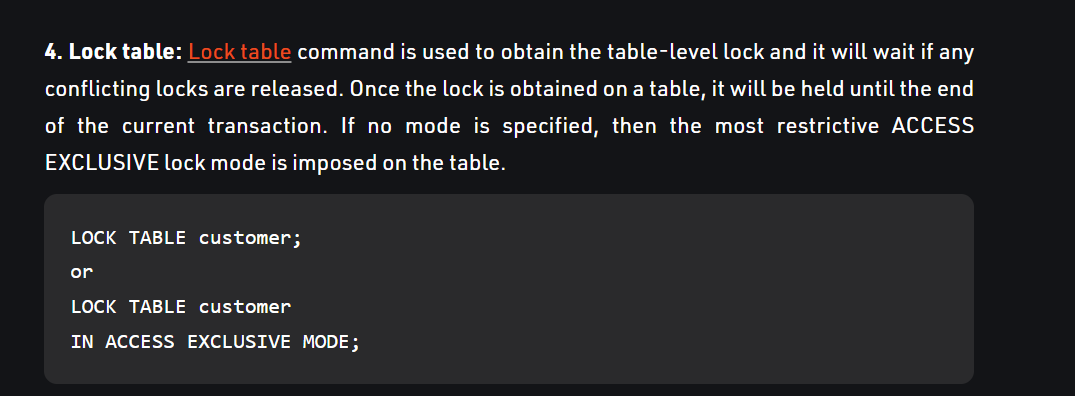 4. Lock table: Lock table command is used to obtain the table-level lock and it will wait if any
conflicting locks are released. Once the lock is obtained on a table, it will be held until the end
of the current transaction. If no mode is specified, then the most restrictive ACCESS
EXCLUSIVE lock mode is imposed on the table.
LOCK TABLE customer;
or
LOCK TABLE customer
IN ACCESS EXCLUSIVE MODE;